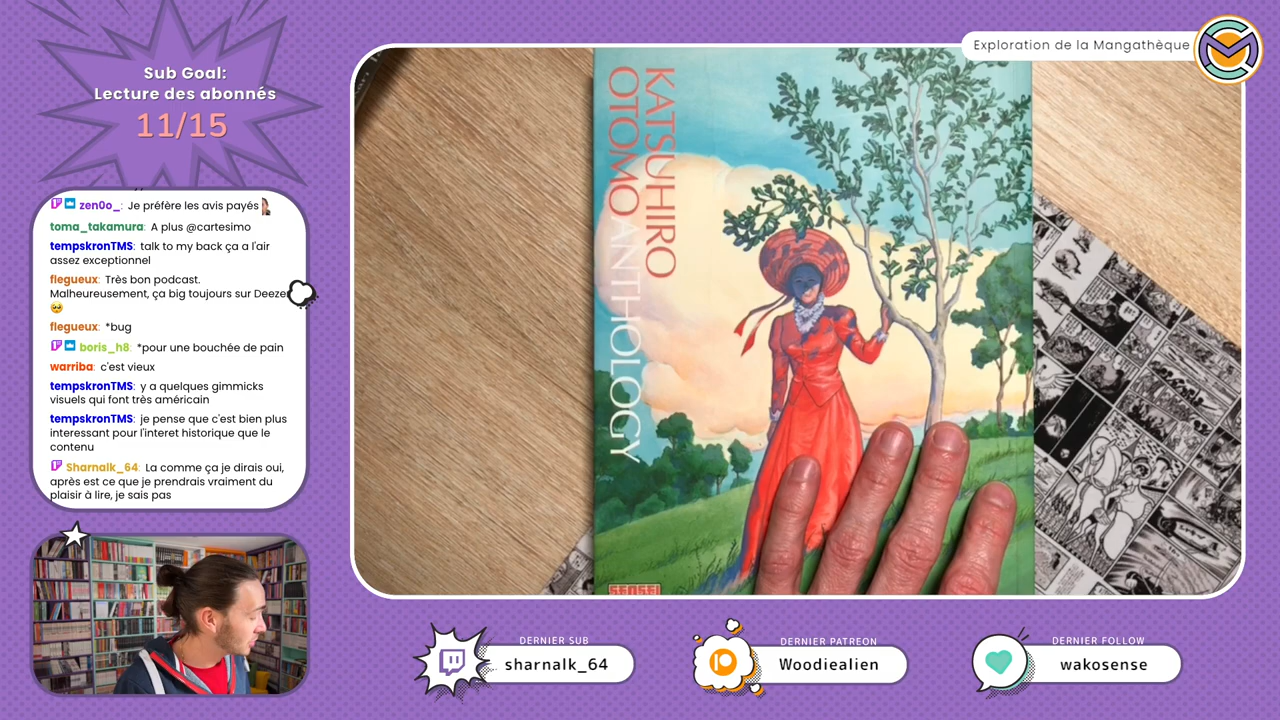 Sub Goal:
Lecture des abonnés
11/15
zen0o_: Je préfère les avis payés
toma_takamura: A plus @cartesimo
tempskronTMS: talk to my back ça a l'air
assez exceptionnel
flegueux: Très bon podcast.
Malheureusement, ça big toujours sur Deezer
flegueux: *bug
boris_h8: *pour une bouchée de pain
warriba: c'est vieux
tempskronTMS: y a quelques gimmicks
visuels qui font très américain
tempskronTMS: je pense que c'est bien plus
interessant pour l'interet historique que le
contenu
Sharnalk_64: La comme ça je dirais oui,
après est ce que je prendrais vraiment du
plaisir à lire, je sais pas
Exploration de la Mangathèque
KATSUHIRO
OTOMO ANTHOLOGY
DERNIER SUB
sharnalk_64
DERNIER PATREON
Woodiealien
DERNIER FOLLOW
wakosense